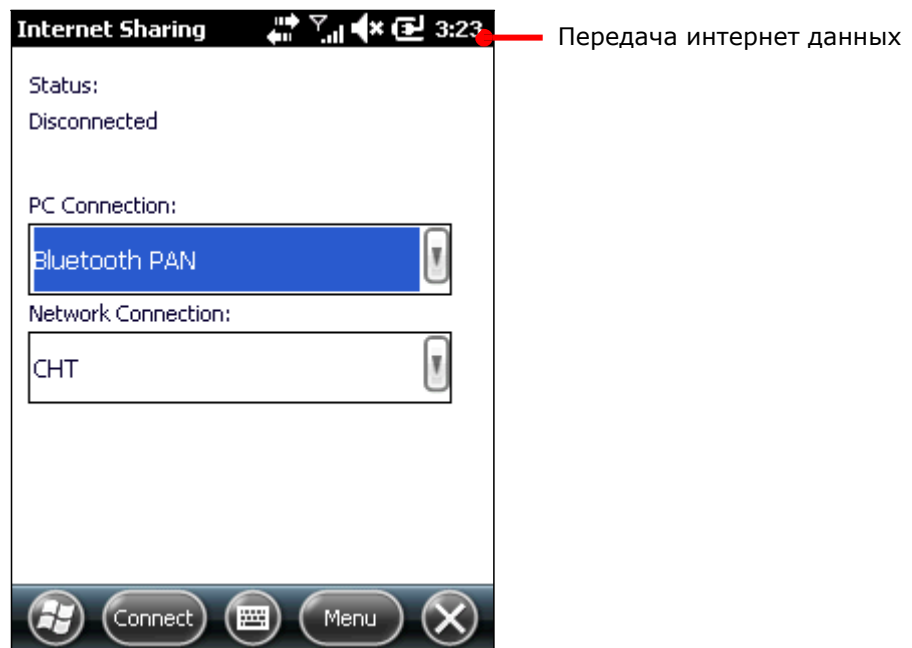 Internet Sharing 3:23
Передача интернет данных
Status:
Disconnected
PC Connection:
Bluetooth PAN
Network Connection:
CHT
Connect Menu